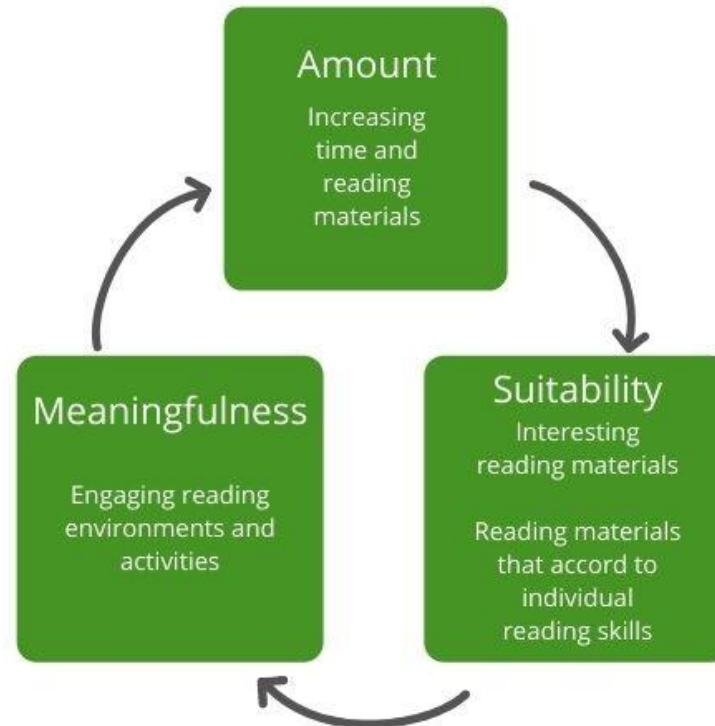 Amount
Increasing
time and
reading
materials
Meaningfulness
Engaging reading
environments and
activities
Suitability
Interesting
reading materials
Reading materials
that accord to
individual
reading skills